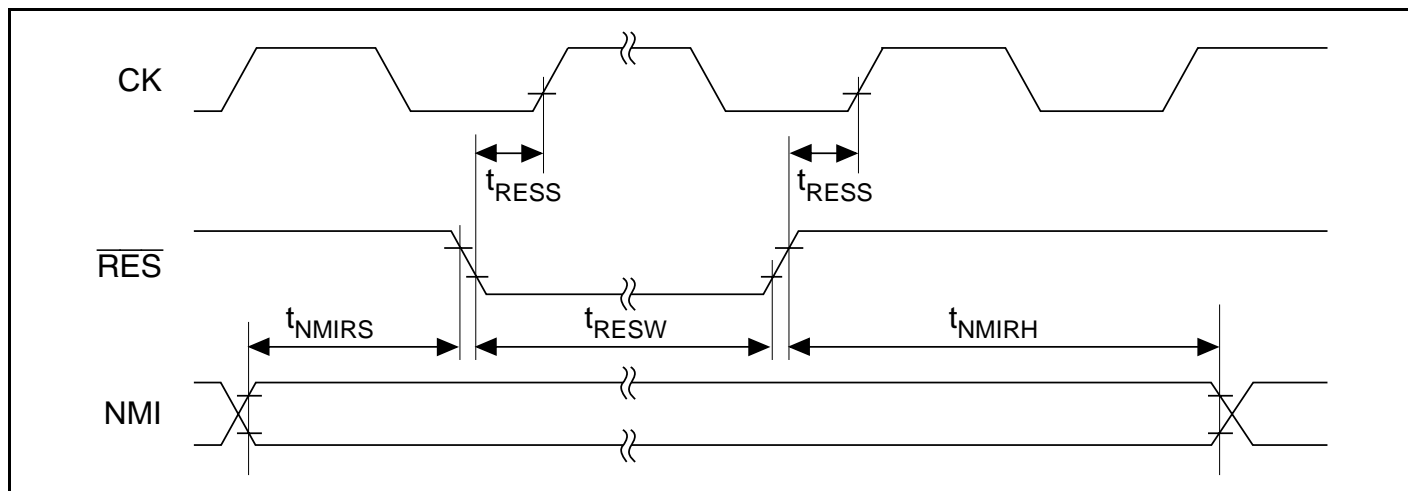 CK
tRESS
tRESS
RES
tNMIRS
tRESW
tNMIRH
NMI